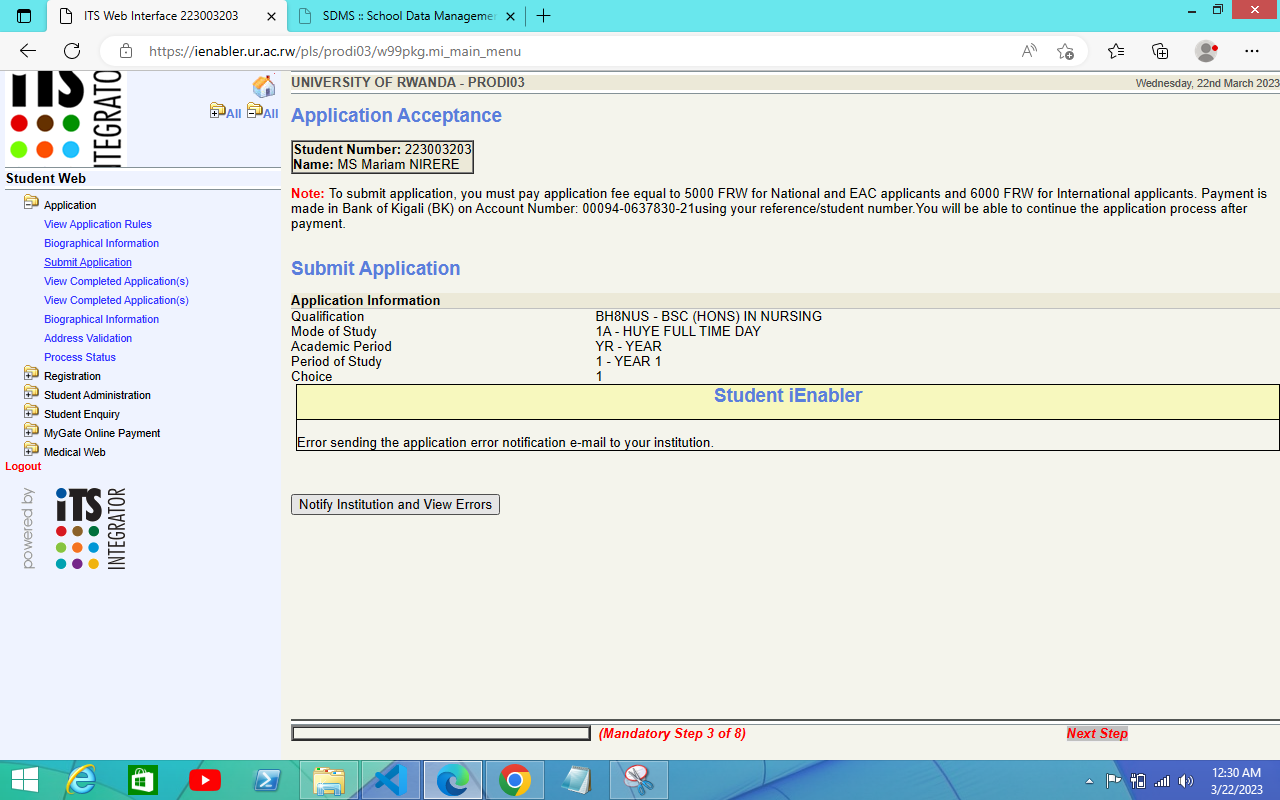 ITS Web Interface 223003203
SDMS :: School Data Manageme
https://ienabler.ur.ac.rw/pls/prodi03/w99pkg.mi_main_menu
iTS
INTEGRATO
All All
Student Web
Application
View Application Rules
Biographical Information
Submit Application
View Completed Application(s)
View Completed Application(s)
Biographical Information
Address Validation
Process Status
Registration
Student Administration
Student Enquiry
MyGate Online Payment
Medical Web
Logout
powered by
iTS
INTEGRATOR
UNIVERSITY OF RWANDA - PRODI03
Wednesday, 22nd March 2023
Application Acceptance
Student Number: 223003203
Name: MS Mariam NIRERE
Note: To submit application, you must pay application fee equal to 5000 FRW for National and EAC applicants and 6000 FRW for International applicants. Payment is
made in Bank of Kigali (BK) on Account Number: 00094-0637830-21using your reference/student number.You will be able to continue the application process after
payment.
Submit Application
Application Information
Qualification BH8NUS - BSC (HONS) IN NURSING
Mode of Study 1A - HUYE FULL TIME DAY
Academic Period YR - YEAR
Period of Study 1 - YEAR 1
Choice 1
Student iEnabler
Error sending the application error notification e-mail to your institution.
Notify Institution and View Errors
(Mandatory Step 3 of 8)
Next Step
12:30 AM
3/22/2023